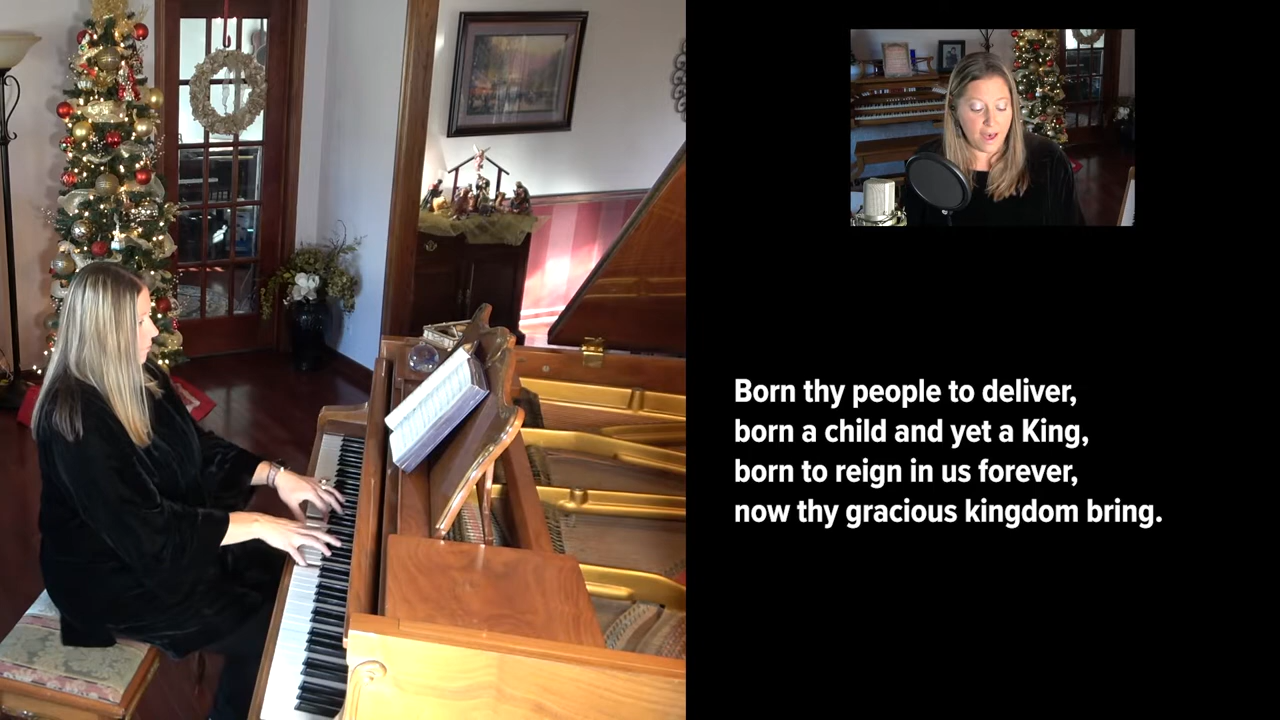 Born thy people to deliver,
born a child and yet a King,
born to reign in us forever,
now thy gracious kingdom bring.